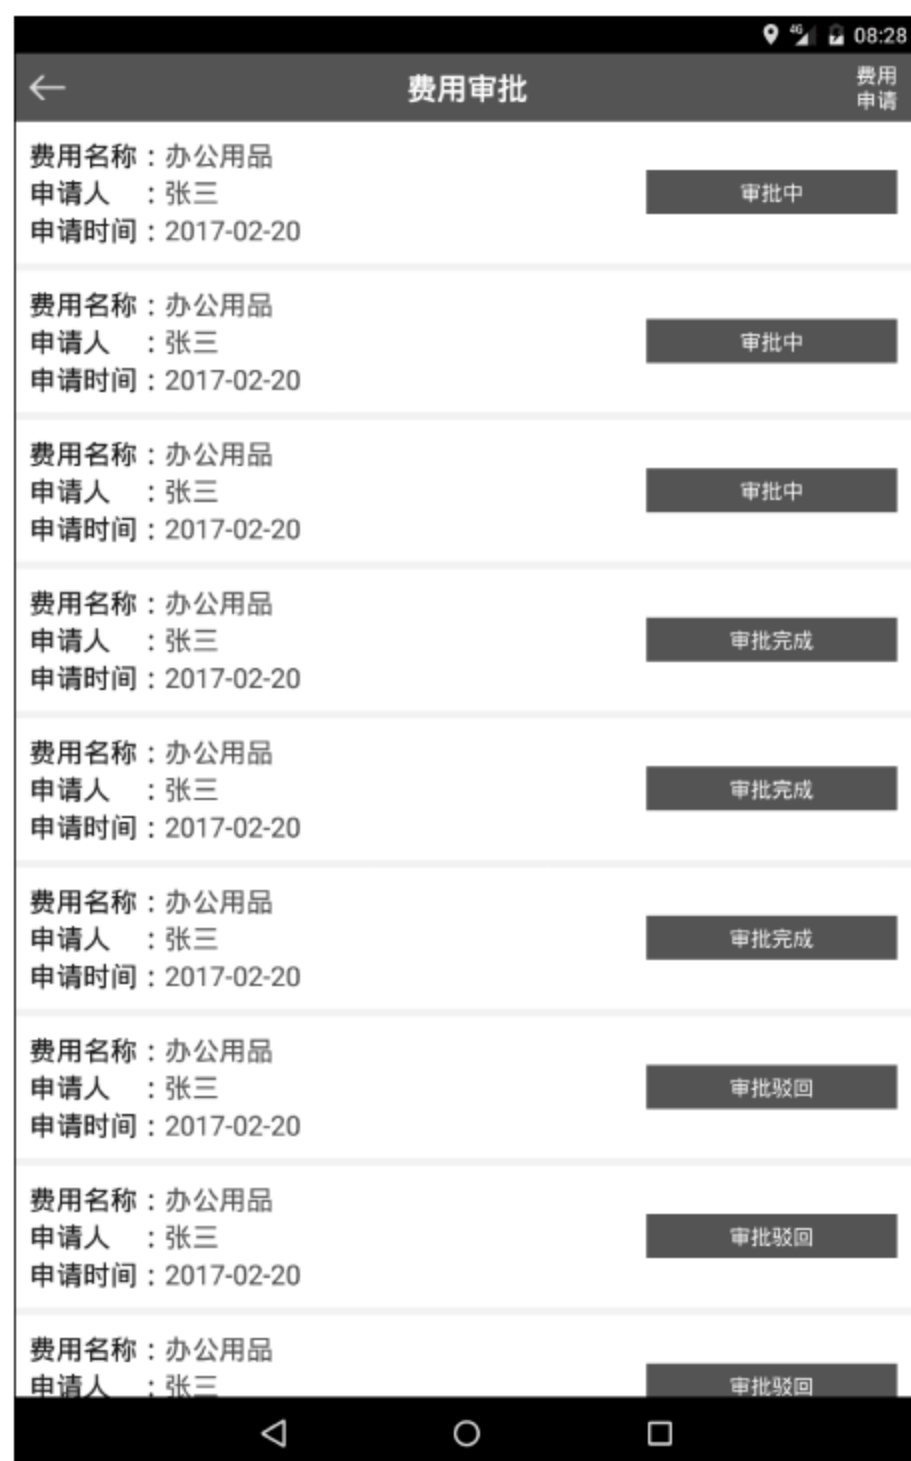 4G 08:28
费用审批
费用
申请
费用名称：办公用品
申请人　：张三
申请时间：2017-02-20
审批中
费用名称：办公用品
申请人　：张三
申请时间：2017-02-20
审批中
费用名称：办公用品
申请人　：张三
申请时间：2017-02-20
审批中
费用名称：办公用品
申请人　：张三
申请时间：2017-02-20
审批完成
费用名称：办公用品
申请人　：张三
申请时间：2017-02-20
审批完成
费用名称：办公用品
申请人　：张三
申请时间：2017-02-20
审批完成
费用名称：办公用品
申请人　：张三
申请时间：2017-02-20
审批驳回
费用名称：办公用品
申请人　：张三
申请时间：2017-02-20
审批驳回
费用名称：办公用品
申请人　：张三
审批驳回